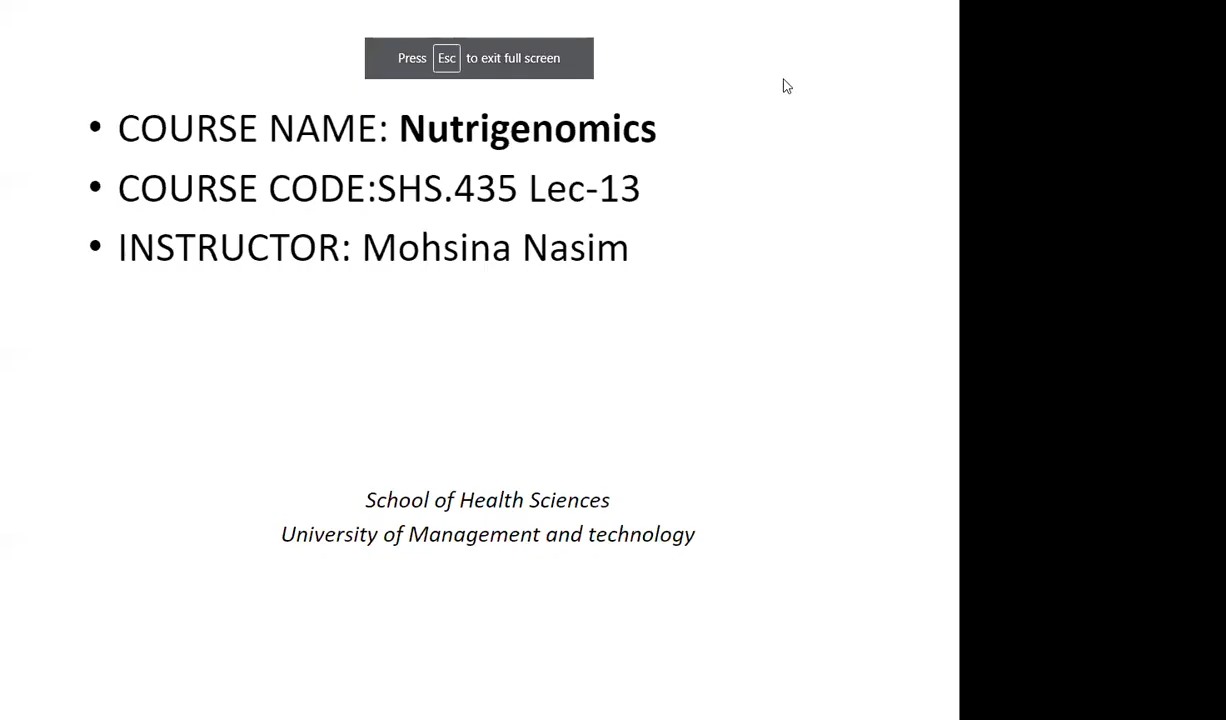 Press Esc to exit full screen
• COURSE NAME: Nutrigenomics
• COURSE CODE:SHS.435 Lec-13
• INSTRUCTOR: Mohsina Nasim
School of Health Sciences
University of Management and technology